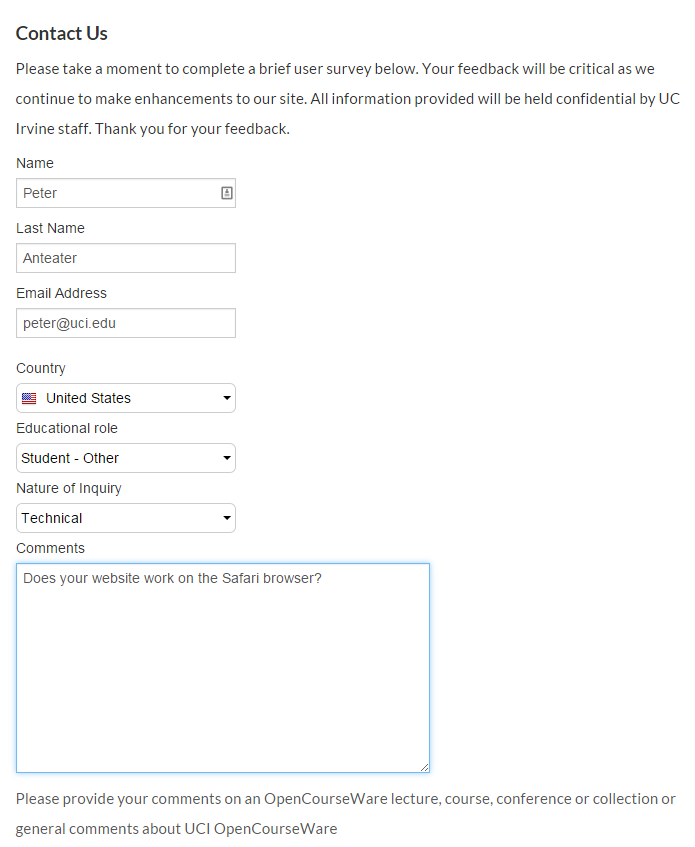 Contact Us
Please take a moment to complete a brief user survey below. Your feedback will be critical as we
continue to make enhancements to our site. All information provided will be held confidential by UC
Irvine staff. Thank you for your feedback.
Name
Peter
Last Name
Anteater
Email Address
peter@uci.edu
Country
United States
Educational role
Student - Other
Nature of Inquiry
Technical
Comments
Does your website work on the Safari browser?
Please provide your comments on an OpenCourseWare lecture, course, conference or collection or
general comments about UCI OpenCourseWare